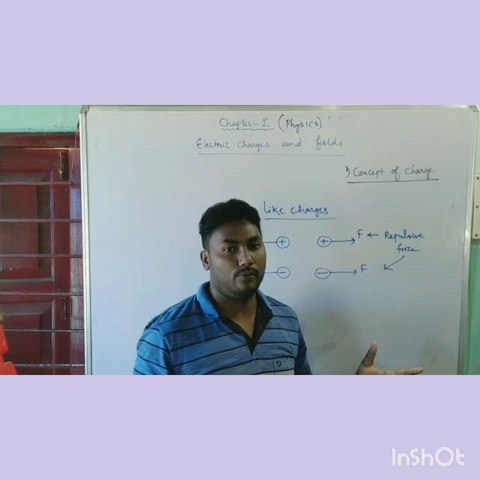 Chapter-1 (Physics)
Electric charges and fields
1) Concept of charge
Like charges
+ + F ← Repulsive
force
− − F
InShOt